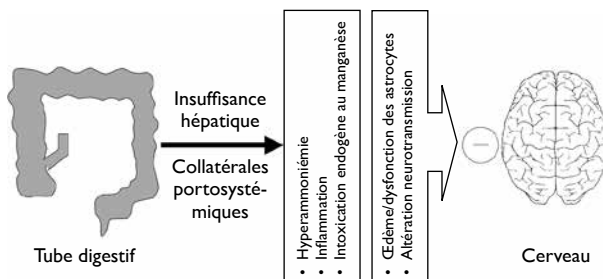 Insuffisance
hépatique
Collatérales
portosysté-
miques
Tube digestif
• Hyperammoniémie
• Inflammation
• Intoxication endogène au manganèse
• Œdème/dysfonction des astrocytes
• Altération neurotransmission
−
Cerveau